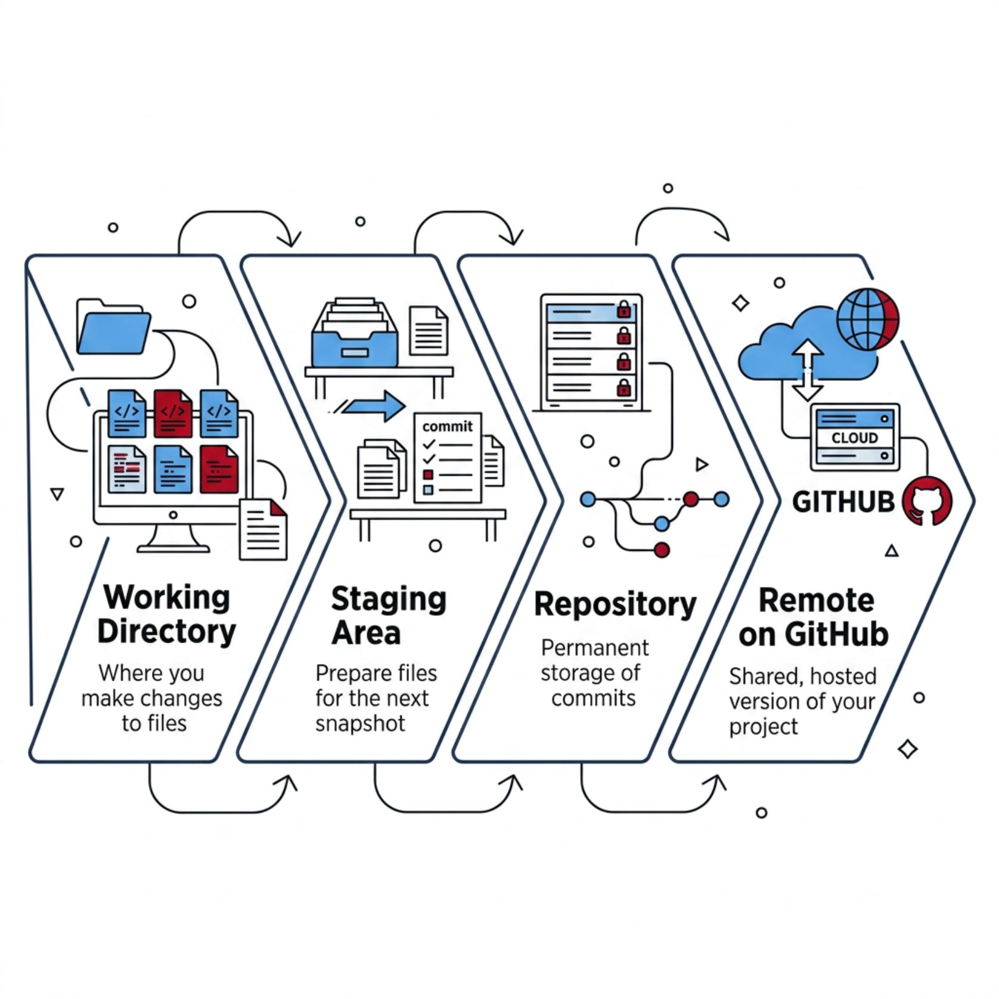 </>
</>
</>
Working
Directory
Where you
make changes
to files
commit
Staging
Area
Prepare files
for the next
snapshot
Repository
Permanent
storage of
commits
CLOUD
GITHUB
Remote
on GitHub
Shared, hosted
version of your
project